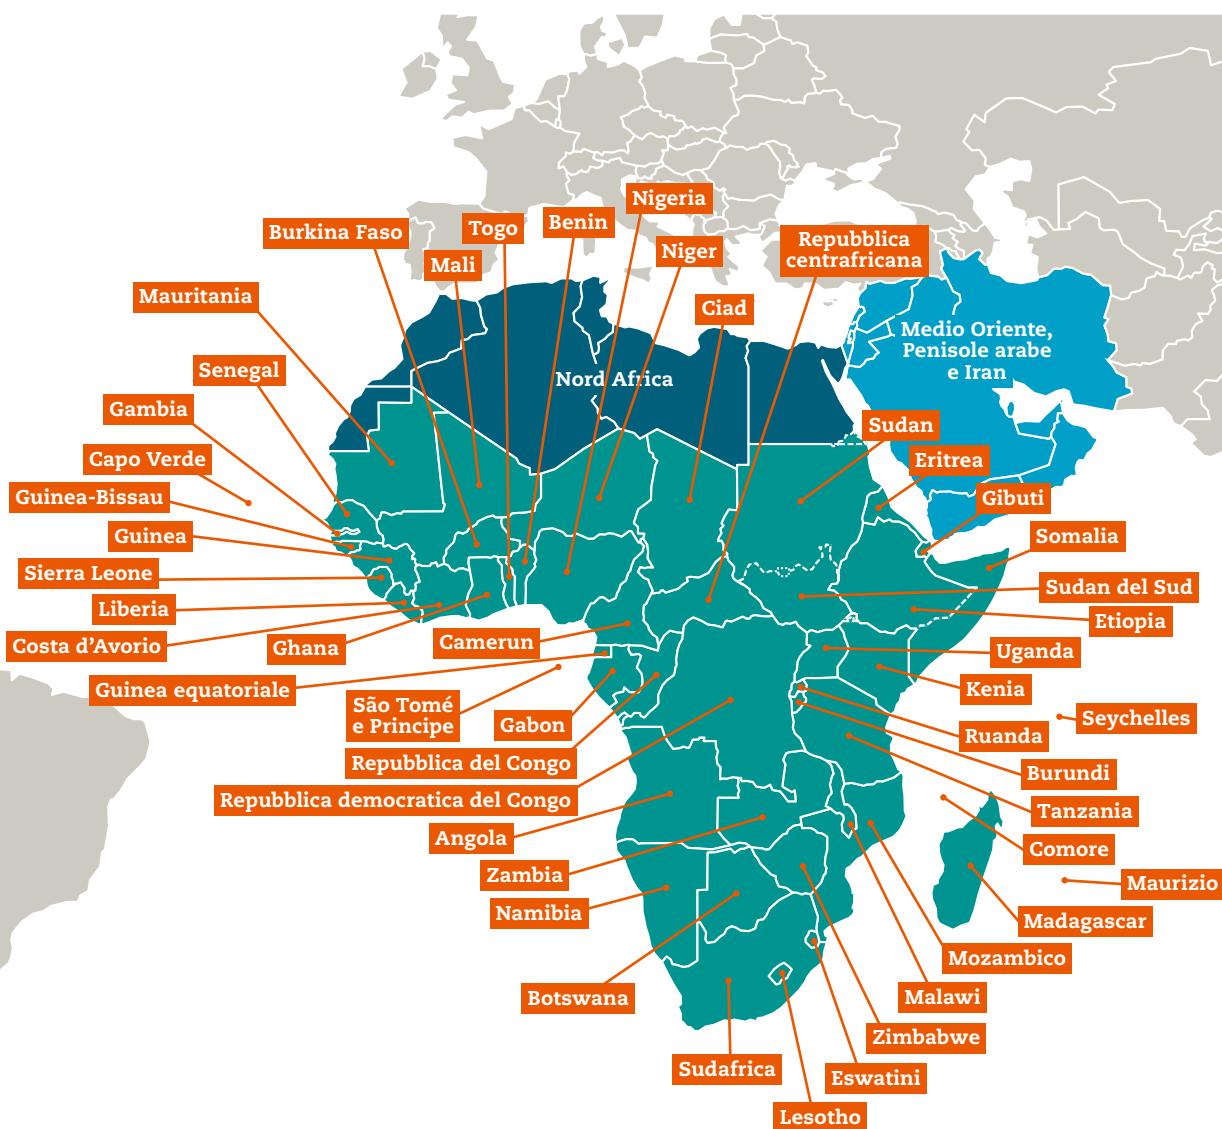 Nigeria
Benin
Togo
Burkina Faso
Repubblica
centrafricana
Niger
Mali
Mauritania
Ciad
Medio Oriente,
Penisole arabe
e Iran
Senegal
Nord Africa
Gambia
Sudan
Capo Verde
Eritrea
Guinea-Bissau
Gibuti
Guinea
Somalia
Sierra Leone
Sudan del Sud
Liberia
Etiopia
Costa d’Avorio
Ghana
Camerun
Uganda
Guinea equatoriale
Kenia
São Tomé
e Principe
Gabon
Seychelles
Ruanda
Repubblica del Congo
Burundi
Repubblica democratica del Congo
Tanzania
Angola
Comore
Zambia
Maurizio
Namibia
Madagascar
Mozambico
Botswana
Malawi
Zimbabwe
Sudafrica
Eswatini
Lesotho